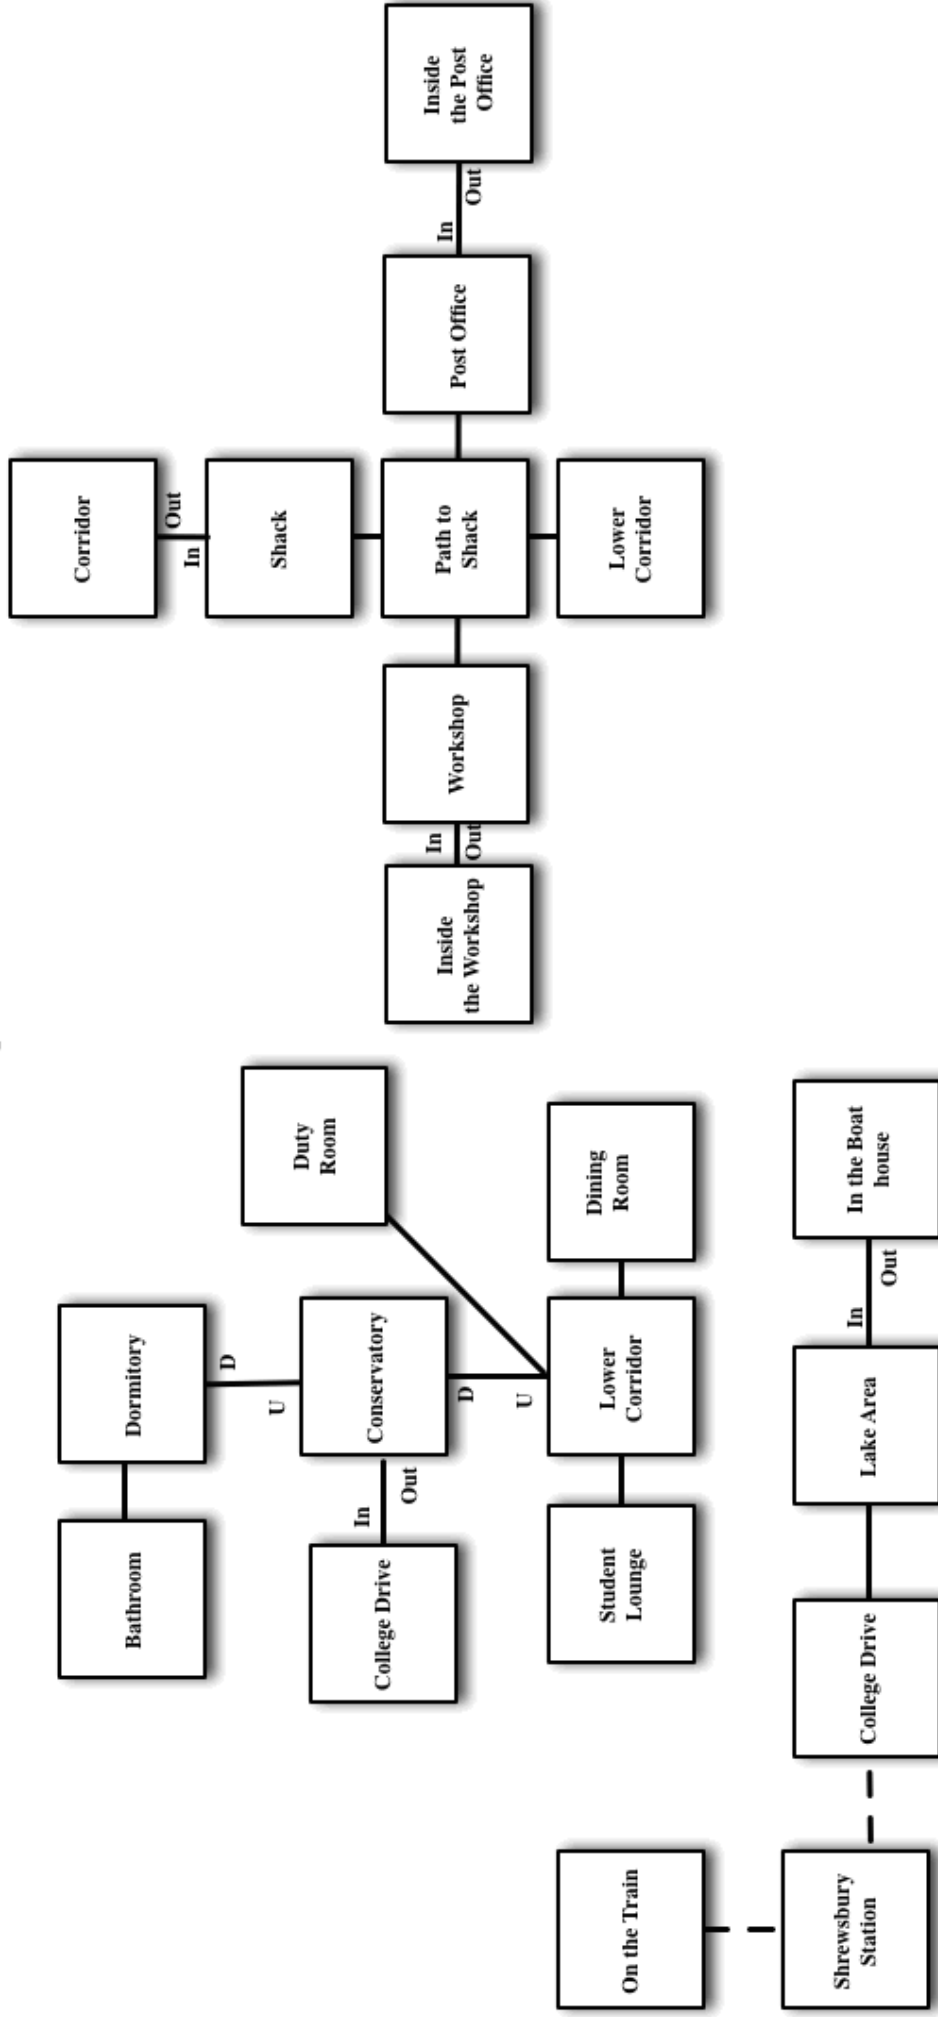 Bathroom
Dormitory
D
U
Duty
Room
College Drive
In
Out
Conservatory
D
U
Student
Lounge
Lower
Corridor
Dining
Room
On the Train
Shrewsbury
Station
College Drive
Lake Area
In
Out
In the Boat
house
Corridor
Out
In
Shack
Inside
the Workshop
In
Out
Workshop
Path to
Shack
Post Office
In
Out
Inside
the Post
Office
Lower
Corridor